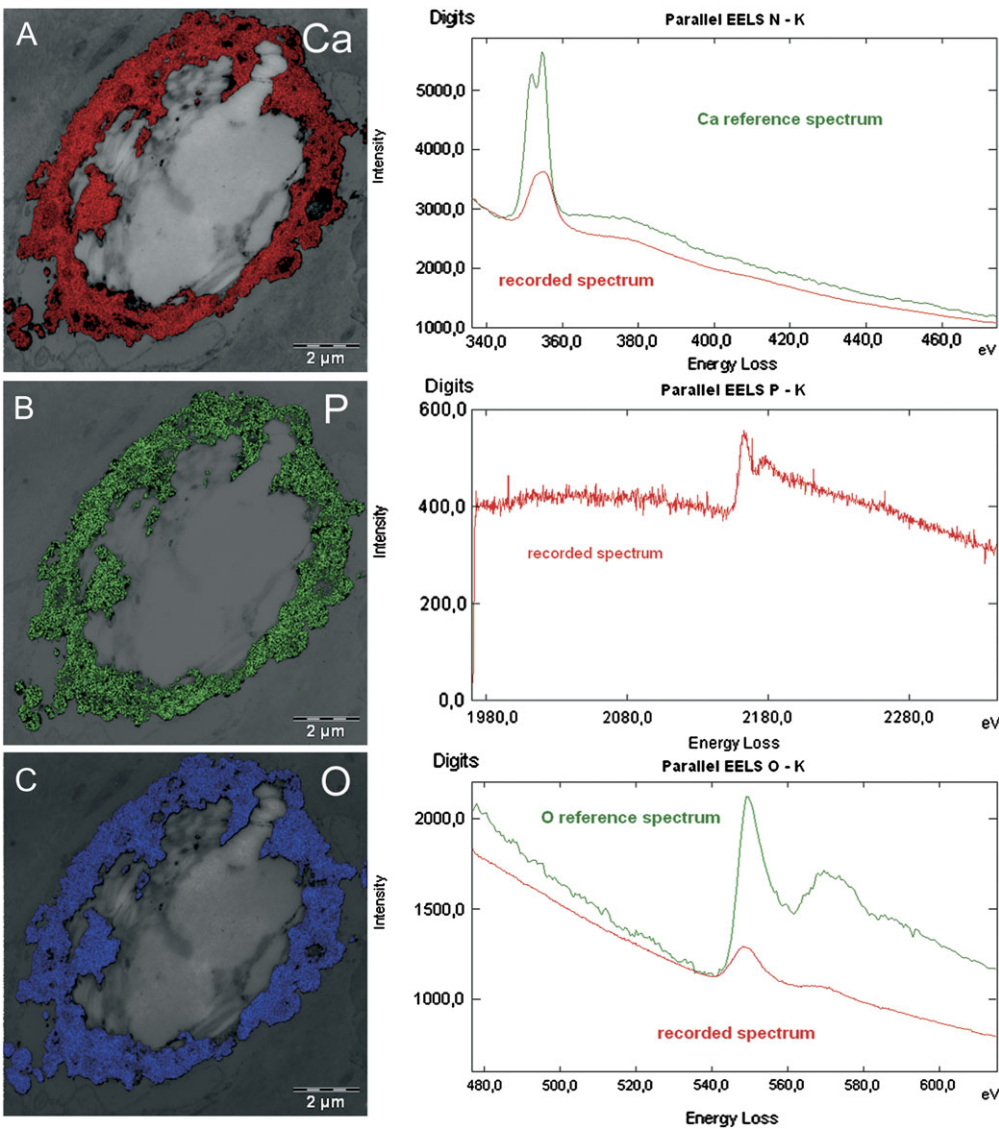 A
Ca
2 µm
Digits
Parallel EELS N - K
5000,0
4000,0
3000,0
2000,0
1000,0
Intensity
Ca reference spectrum
recorded spectrum
340,0 360,0 380,0 400,0 420,0 440,0 460,0
eV
Energy Loss
B
P
2 µm
Digits
Parallel EELS P - K
600,0
400,0
200,0
0,0
Intensity
recorded spectrum
1980,0 2080,0 2180,0 2280,0
eV
Energy Loss
C
O
2 µm
Digits
Parallel EELS O - K
2000,0
1500,0
1000,0
Intensity
O reference spectrum
recorded spectrum
480,0 500,0 520,0 540,0 560,0 580,0 600,0
eV
Energy Loss